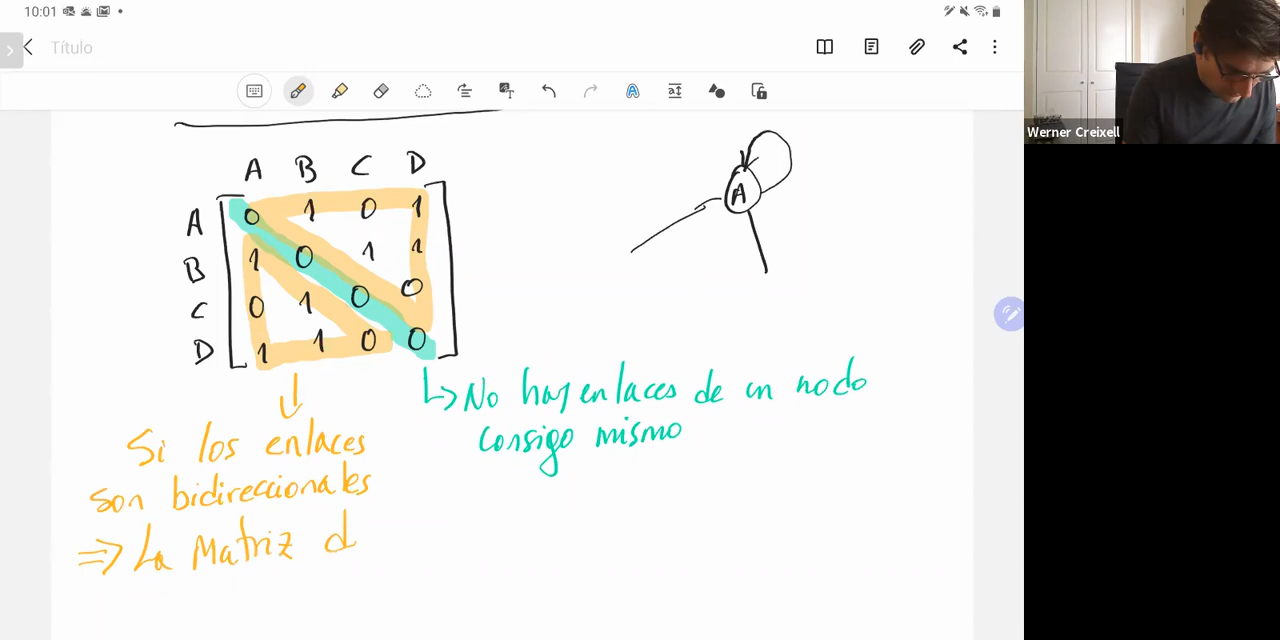 10:01
Título
Werner Creixell
A B C D
A 0 1 0 1
B 1 0 1 1
C 0 1 0 0
D 1 1 0 0
A
No hay enlaces de un nodo
consigo mismo
Si los enlaces
son bidireccionales
⇒ La Matriz d